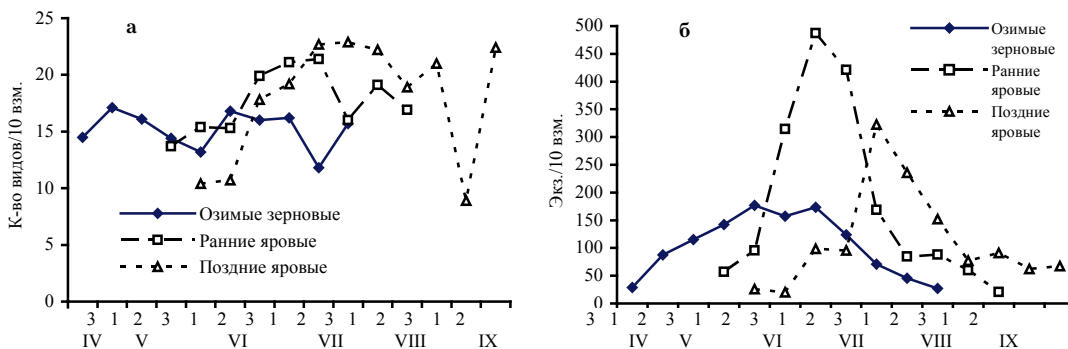 а
К-во видов/10 взм.
25
20
15
10
5
0
Озимые зерновые
Ранние яровые
Поздние яровые
3 1 2 3 1 2 3 1 2 3 1 2 3 1 2
IV V VI VII VIII IX
б
Экз./10 взм.
500
450
400
350
300
250
200
150
100
50
0
Озимые
зерновые
Ранние
яровые
Поздние
яровые
3 1 2 3 1 2 3 1 2 3 1 2 3 1 2
IV V VI VII VIII IX